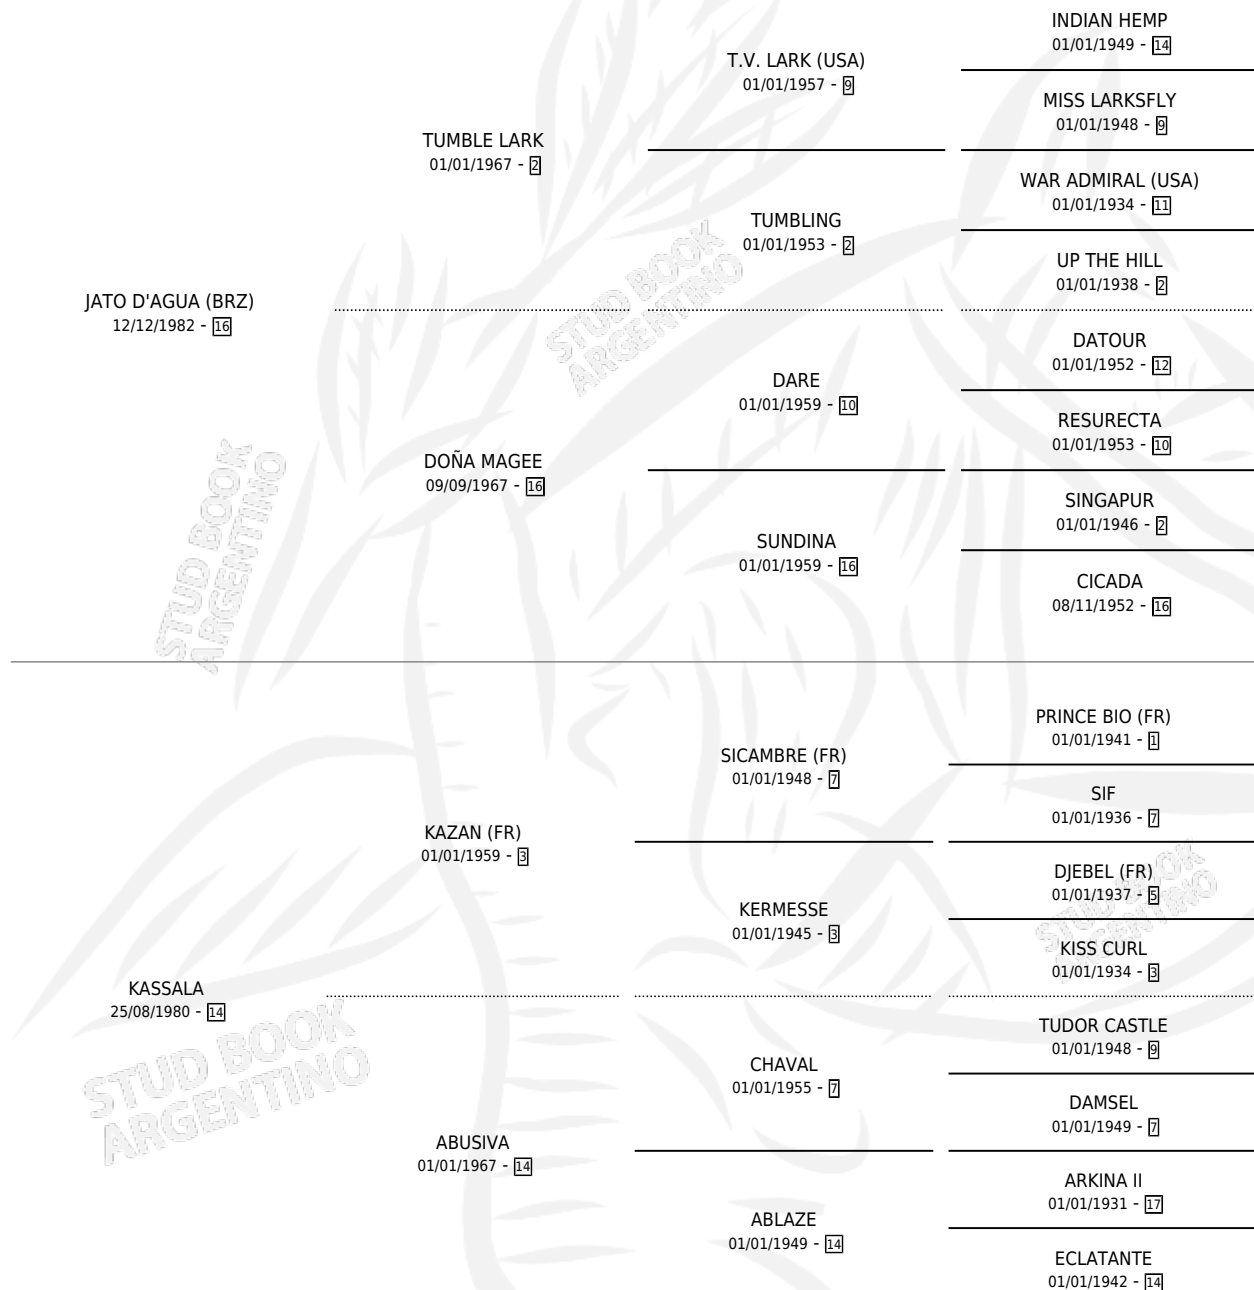 INDIAN HEMP
01/01/1949 - 14
T.V. LARK (USA)
01/01/1957 - 9
MISS LARKSFLY
01/01/1948 - 9
TUMBLE LARK
01/01/1967 - 2
WAR ADMIRAL (USA)
01/01/1934 - 11
TUMBLING
01/01/1953 - 2
UP THE HILL
01/01/1938 - 2
JATO D'AGUA (BRZ)
12/12/1982 - 16
DATOUR
01/01/1952 - 12
DARE
01/01/1959 - 10
RESURECTA
01/01/1953 - 10
DOÑA MAGEE
09/09/1967 - 16
SINGAPUR
01/01/1946 - 2
SUNDINA
01/01/1959 - 16
CICADA
08/11/1952 - 16
STUD BOOK
ARGENTINO
STUD BOOK
ARGENTINO
PRINCE BIO (FR)
01/01/1941 - 1
SICAMBRE (FR)
01/01/1948 - 7
SIF
01/01/1936 - 7
KAZAN (FR)
01/01/1959 - 3
DJEBEL (FR)
01/01/1937 - 5
KERMESSE
01/01/1945 - 3
KISS CURL
01/01/1934 - 3
STUD BOOK
ARGENTINO
KASSALA
25/08/1980 - 14
TUDOR CASTLE
01/01/1948 - 9
CHAVAL
01/01/1955 - 7
DAMSEL
01/01/1949 - 7
STUD BOOK
ARGENTINO
ABUSIVA
01/01/1967 - 14
ARKINA II
01/01/1931 - 17
ABLAZE
01/01/1949 - 14
ECLATANTE
01/01/1942 - 14